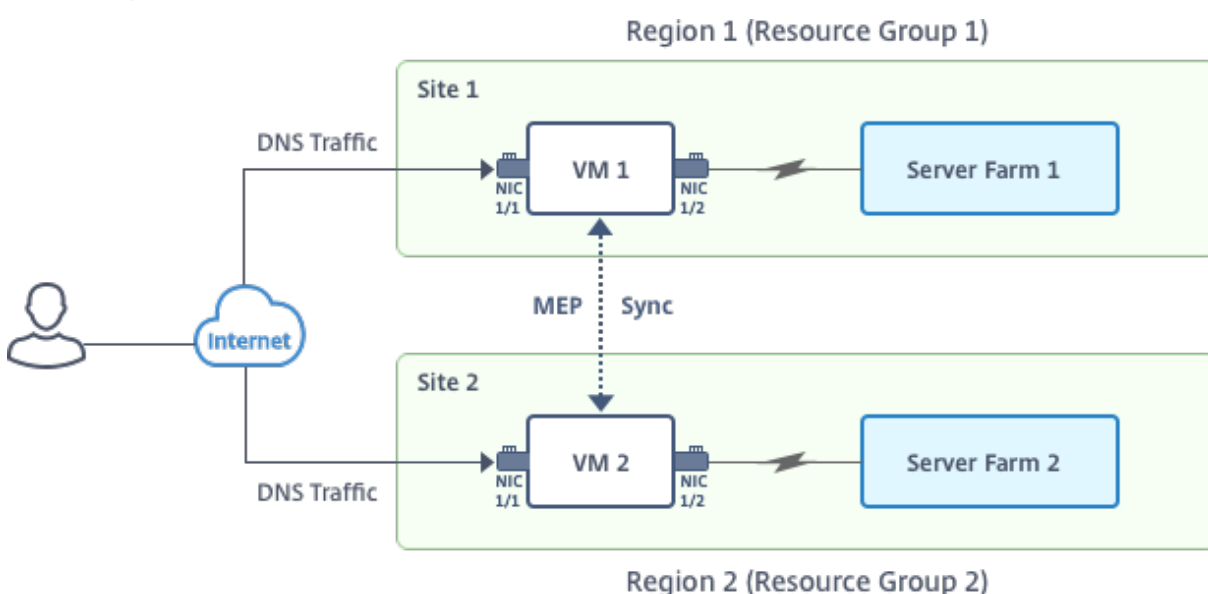 Region 1 (Resource Group 1)
Site 1
DNS Traffic
VM 1
NIC
1/1
NIC
1/2
Server Farm 1
MEP
Sync
Internet
Site 2
VM 2
NIC
1/1
NIC
1/2
Server Farm 2
DNS Traffic
Region 2 (Resource Group 2)